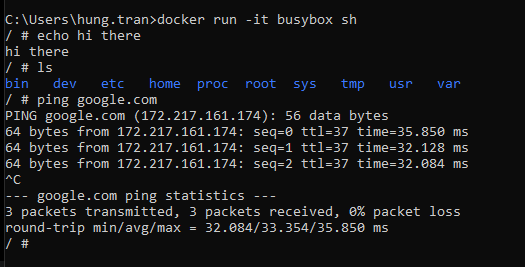 C:\Users\hung.tran>docker run -it busybox sh
/ # echo hi there
hi there
/ # ls
bin   dev   etc   home  proc  root  sys   tmp   usr   var
/ # ping google.com
PING google.com (172.217.161.174): 56 data bytes
64 bytes from 172.217.161.174: seq=0 ttl=37 time=35.850 ms
64 bytes from 172.217.161.174: seq=1 ttl=37 time=32.128 ms
64 bytes from 172.217.161.174: seq=2 ttl=37 time=32.084 ms
^C
--- google.com ping statistics ---
3 packets transmitted, 3 packets received, 0% packet loss
round-trip min/avg/max = 32.084/33.354/35.850 ms
/ #